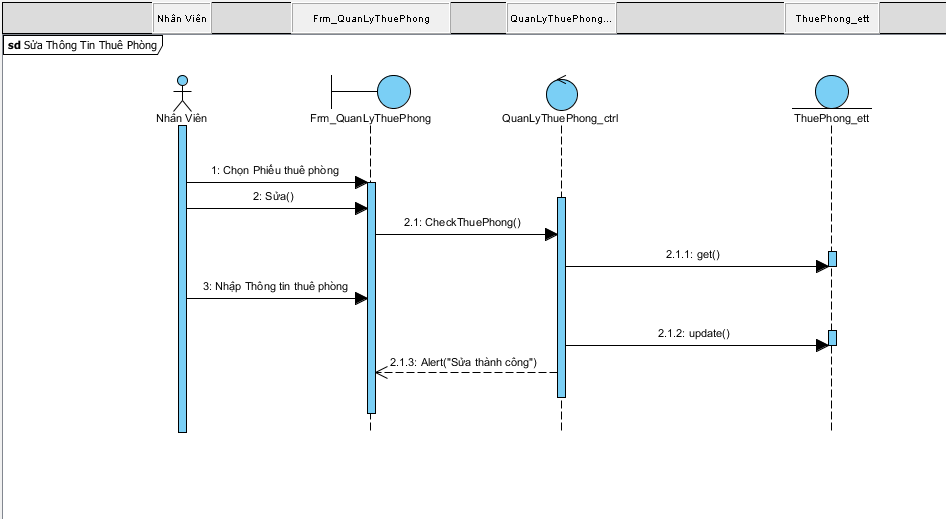 Nhân Viên
Frm_QuanLyThuePhong
QuanLyThuePhong...
ThuePhong_ett
sd Sửa Thông Tin Thuê Phòng
Nhân Viên
Frm_QuanLyThuePhong
QuanLyThuePhong_ctrl
ThuePhong_ett
1: Chọn Phiếu thuê phòng
2: Sửa()
2.1: CheckThuePhong()
2.1.1: get()
3: Nhập Thông tin thuê phòng
2.1.2: update()
2.1.3: Alert("Sửa thành công")